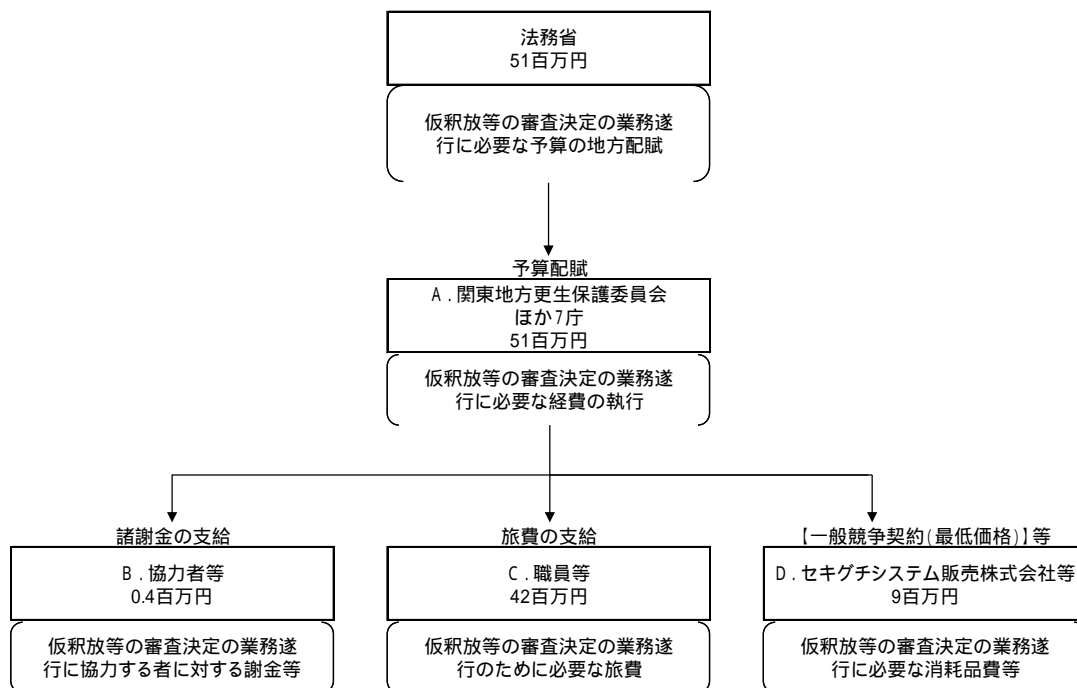 法務省
51百万円
仮釈放等の審査決定の業務遂
行に必要な予算の地方配賦
予算配賦
A．関東地方更生保護委員会
ほか7庁
51百万円
仮釈放等の審査決定の業務遂
行に必要な経費の執行
諸謝金の支給
B．協力者等
0.4百万円
仮釈放等の審査決定の業務遂
行に協力する者に対する謝金等
旅費の支給
C．職員等
42百万円
仮釈放等の審査決定の業務遂
行のために必要な旅費
【一般競争契約(最低価格)】等
D．セキグチシステム販売株式会社等
9百万円
仮釈放等の審査決定の業務遂
行に必要な消耗品費等